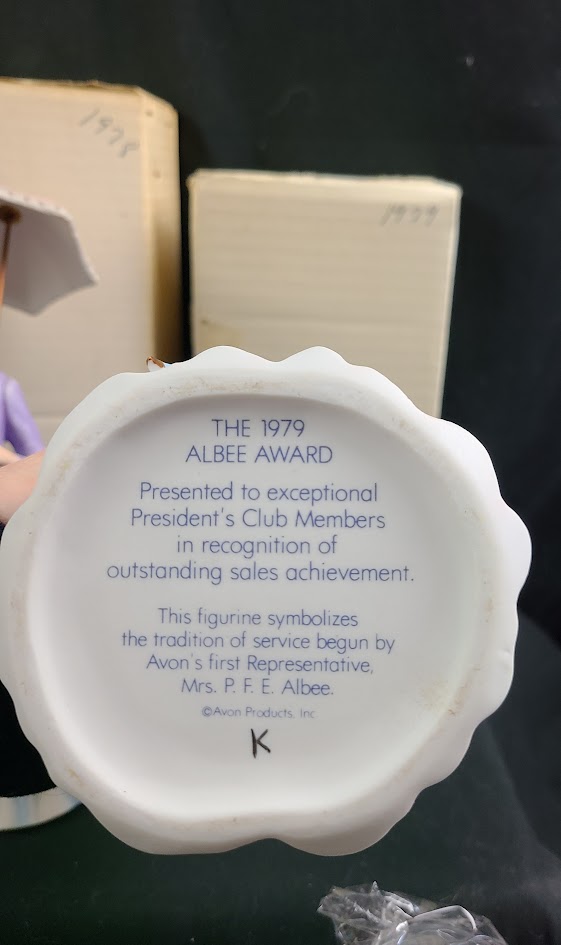 1978
1979
THE 1979
ALBEE AWARD
Presented to exceptional
President's Club Members
in recognition of
outstanding sales achievement.
This figurine symbolizes
the tradition of service begun by
Avon's first Representative,
Mrs. P. F. E. Albee.
©Avon Products, Inc
K